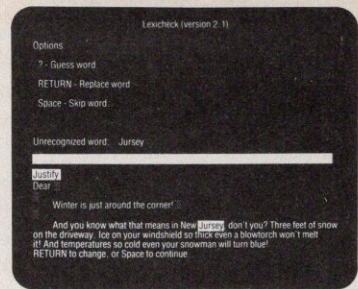 Lexicheck (version 2.1)
Options
? - Guess word
RETURN - Replace word
Space - Skip word
Unrecognized word: Jursey
Justify
Dear
Winter is just around the corner!
And you know what that means in New Jursey, don't you? Three feet of snow
on the driveway. Ice on your windshield so thick even a blowtorch won't melt
it! And temperatures so cold even your snowman will turn blue!
RETURN to change, or Space to continue